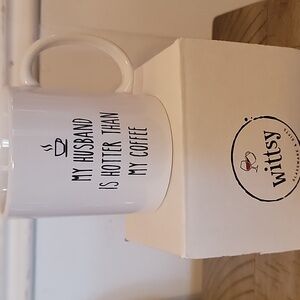 MY HUSBAND
IS HOTTER THAN
MY COFFEE
wittsy